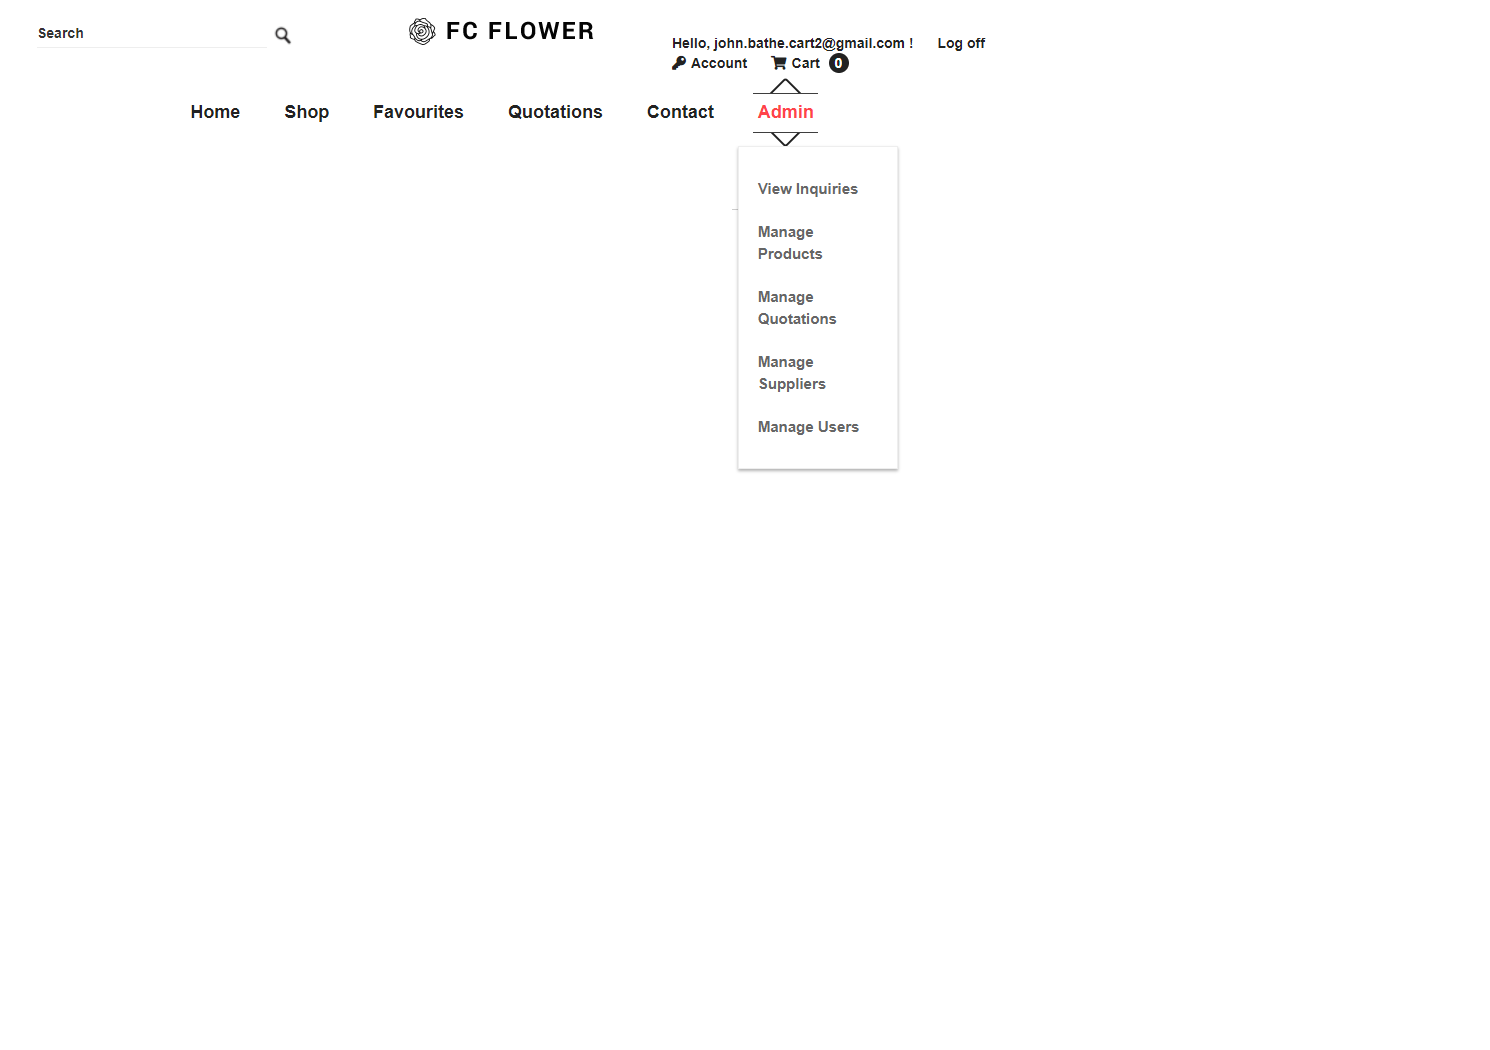 Search
FC FLOWER
Hello, john.bathe.cart2@gmail.com ! Log off
Account Cart 0
Home Shop Favourites Quotations Contact Admin
View Inquiries
Manage
Products
Manage
Quotations
Manage
Suppliers
Manage Users